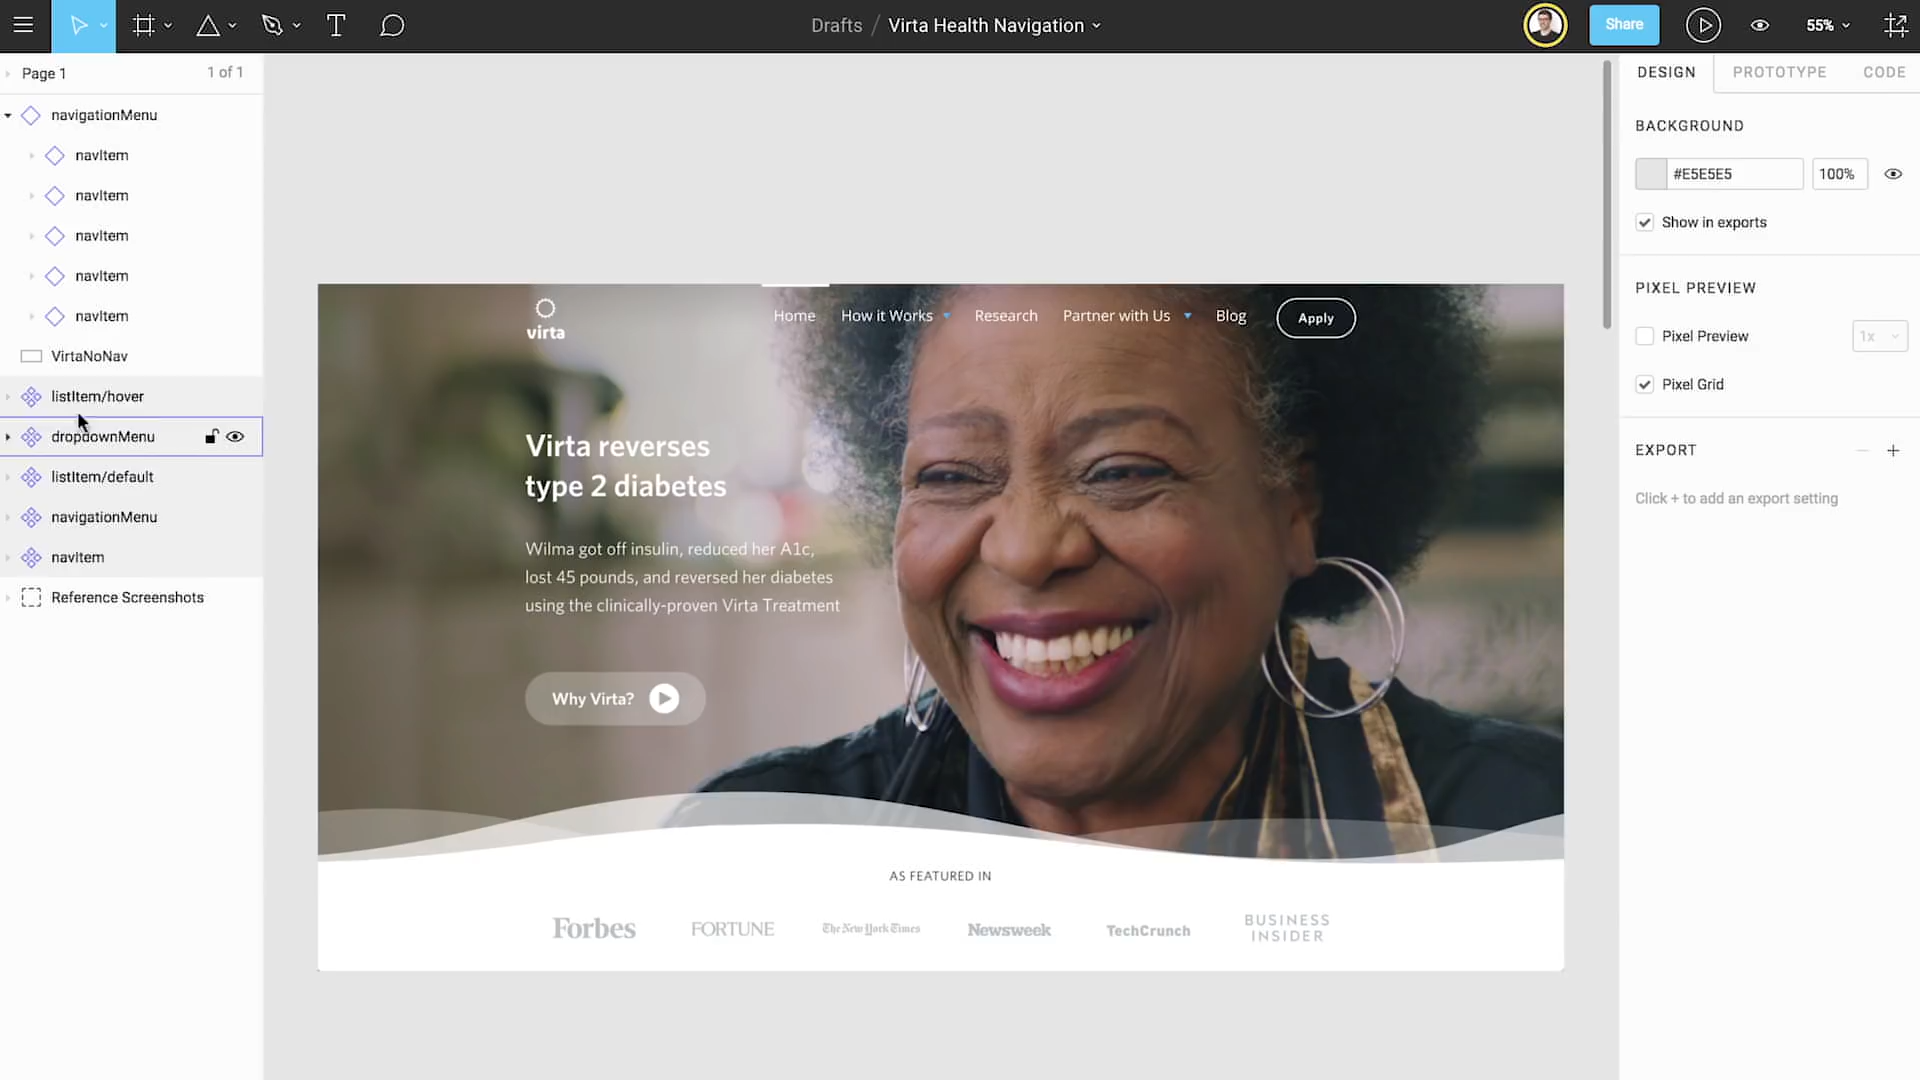 Drafts / Virta Health Navigation
Share
55%
Page 1
1 of 1
navigationMenu
navItem
navItem
navItem
navItem
navItem
VirtaNoNav
listItem/hover
dropdownMenu
listItem/default
navigationMenu
navItem
Reference Screenshots
virta
Home
How it Works
Research
Partner with Us
Blog
Apply
Virta reverses
type 2 diabetes
Wilma got off insulin, reduced her A1c,
lost 45 pounds, and reversed her diabetes
using the clinically-proven Virta Treatment
Why Virta?
AS FEATURED IN
Forbes
FORTUNE
The New York Times
Newsweek
TechCrunch
BUSINESS
INSIDER
DESIGN
PROTOTYPE
CODE
BACKGROUND
#E5E5E5
100%
Show in exports
PIXEL PREVIEW
Pixel Preview
1x
Pixel Grid
EXPORT
Click + to add an export setting